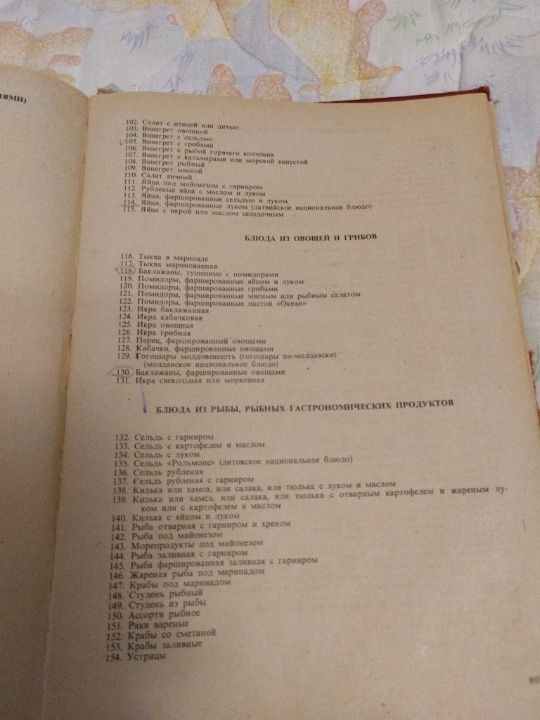 ИЯМИ)
102. Салат с птицей или дичью
103. Винегрет овощной
104. Винегрет с сельдью
105. Винегрет с грибами
106. Винегрет с рыбой горячего копчения
107. Винегрет с кальмарами или морской капустой
108. Винегрет рыбный
109. Винегрет мясной
110. Салат яичный
111. Яйца под майонезом с гарниром
112. Рубленые яйца с маслом и луком
113. Яйца, фаршированные сельдью и луком
114. Яйца, фаршированные луком (латвийское национальное блюдо)
115. Яйца с икрой или маслом селедочным
БЛЮДА ИЗ ОВОЩЕЙ И ГРИБОВ
116. Тыква в маринаде
117. Тыква маринованная
118. Баклажаны, тушенные с помидорами
119. Помидоры, фаршированные яйцом и луком
120. Помидоры, фаршированные грибами
121. Помидоры, фаршированные мясным или рыбным салатом
122. Помидоры, фаршированные пастой «Океан»
123. Икра баклажанная
124. Икра кабачковая
125. Икра овощная
126. Икра грибная
127. Перец, фаршированный овощами
128. Кабачки, фаршированные овощами
129. Гогошары молдовенешть (гогошары по-молдавски)
(молдавское национальное блюдо)
130. Баклажаны, фаршированные овощами
131. Икра свекольная или морковная
БЛЮДА ИЗ РЫБЫ, РЫБНЫХ ГАСТРОНОМИЧЕСКИХ ПРОДУКТОВ
132. Сельдь с гарниром
133. Сельдь с картофелем и маслом
134. Сельдь с луком
135. Сельдь «Рольмопс» (литовское национальное блюдо)
136. Сельдь рубленая
137. Сельдь рубленая с гарниром
138. Килька или хамса, или салака, или тюлька с луком и маслом
139. Килька или хамса, или салака, или тюлька с отварным картофелем и жареным лу-
ком или с картофелем и маслом
140. Килька с яйцом и луком
141. Рыба отварная с гарниром и хреном
142. Рыба под майонезом
143. Морепродукты под майонезом
144. Рыба заливная с гарниром
145. Рыба фаршированная заливная с гарниром
146. Жареная рыба под маринадом
147. Крабы под маринадом
148. Студень рыбный
149. Студень из рыбы
150. Ассорти рыбное
151. Раки вареные
152. Крабы со сметаной
153. Крабы заливные
154. Устрицы